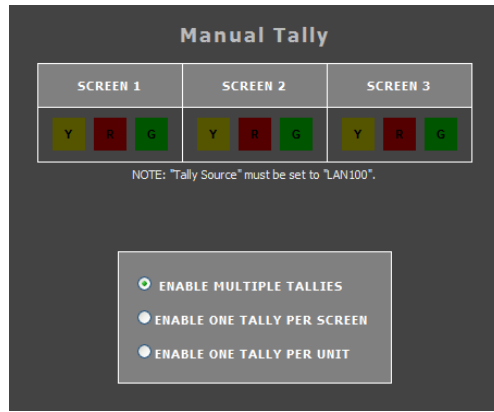 Manual Tally
SCREEN 1 SCREEN 2 SCREEN 3
Y R G Y R G Y R G
NOTE: "Tally Source" must be set to "LAN100".
ENABLE MULTIPLE TALLIES
ENABLE ONE TALLY PER SCREEN
ENABLE ONE TALLY PER UNIT